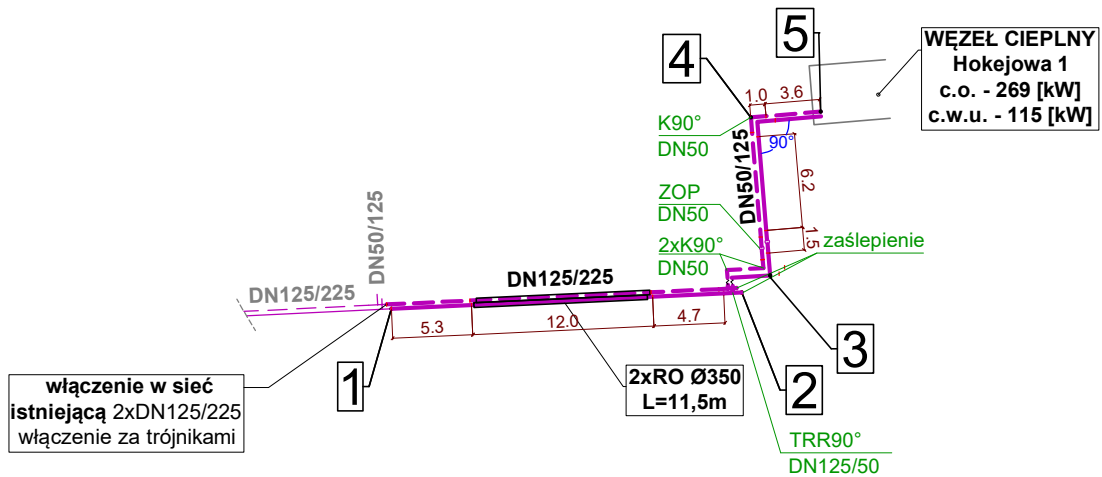 5
4
WĘZEŁ CIEPLNY
Hokejowa 1
c.o. - 269 [kW]
c.w.u. - 115 [kW]
1.0
3.6
K90°
DN50
90°
DN50/125
6.2
ZOP
DN50
1.5
zaślepienie
2xK90°
DN50
DN50/125
DN125/225
DN125/225
5.3
12.0
4.7
3
1
2
włączenie w sieć
istniejącą 2xDN125/225
włączenie za trójnikami
2xRO Ø350
L=11,5m
TRR90°
DN125/50